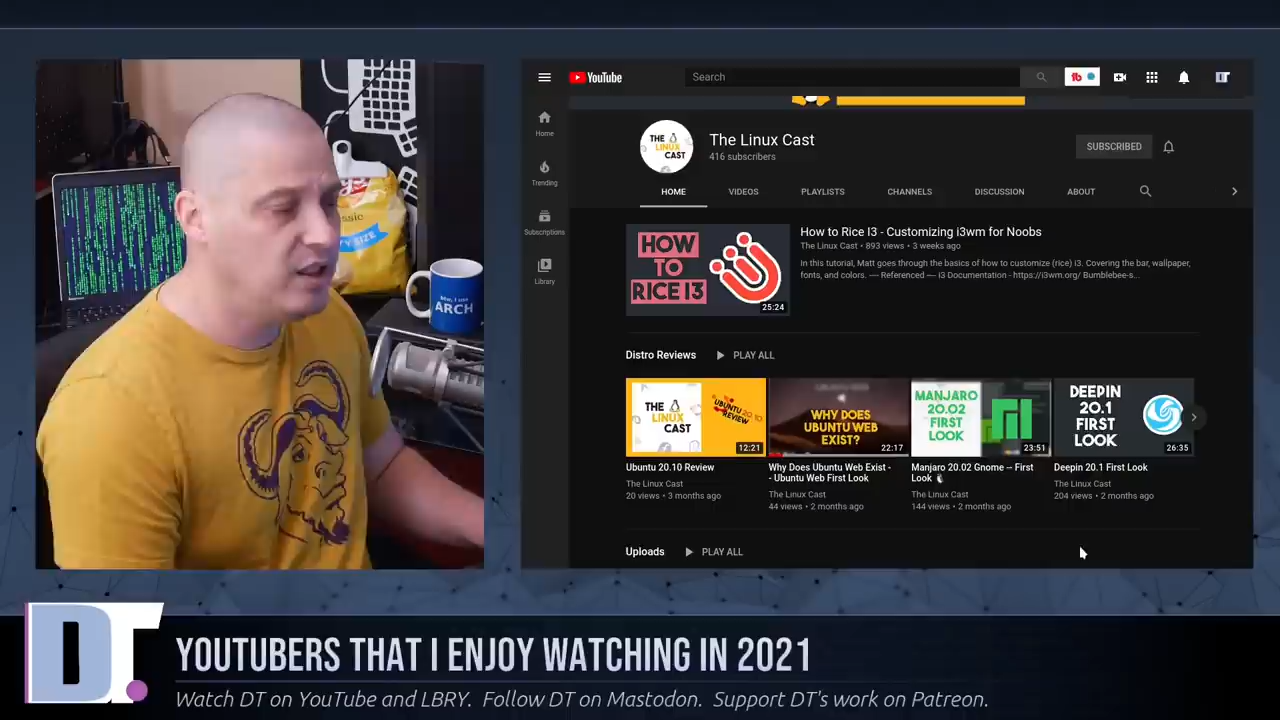 ARCH
YouTube
Search
Home
Trending
Subscriptions
Library
THE
LINUX
CAST
The Linux Cast
416 subscribers
SUBSCRIBED
HOME
VIDEOS
PLAYLISTS
CHANNELS
DISCUSSION
ABOUT
HOW
TO
RICE I3
25:24
How to Rice I3 - Customizing i3wm for Noobs
The Linux Cast • 893 views • 3 weeks ago
In this tutorial, Matt goes through the basics of how to customize (rice) i3. Covering the bar, wallpaper,
fonts, and colors. ---- Referenced ---- I3 Documentation - https://i3wm.org/ Bumblebee-s...
Distro Reviews
PLAY ALL
THE
LINUX
CAST
UBUNTU 20.10
REVIEW
12:21
Ubuntu 20.10 Review
The Linux Cast
20 views • 3 months ago
WHY DOES
UBUNTU WEB
EXIST?
22:17
Why Does Ubuntu Web Exist -
- Ubuntu Web First Look
The Linux Cast
44 views • 2 months ago
MANJARO
20.02
FIRST
LOOK
23:51
Manjaro 20.02 Gnome -- First
Look
The Linux Cast
144 views • 2 months ago
DEEPIN
20.1
FIRST
LOOK
26:35
Deepin 20.1 First Look
The Linux Cast
204 views • 2 months ago
Uploads
PLAY ALL
DT.
YOUTUBERS THAT I ENJOY WATCHING IN 2021
Watch DT on YouTube and LBRY. Follow DT on Mastodon. Support DT's work on Patreon.